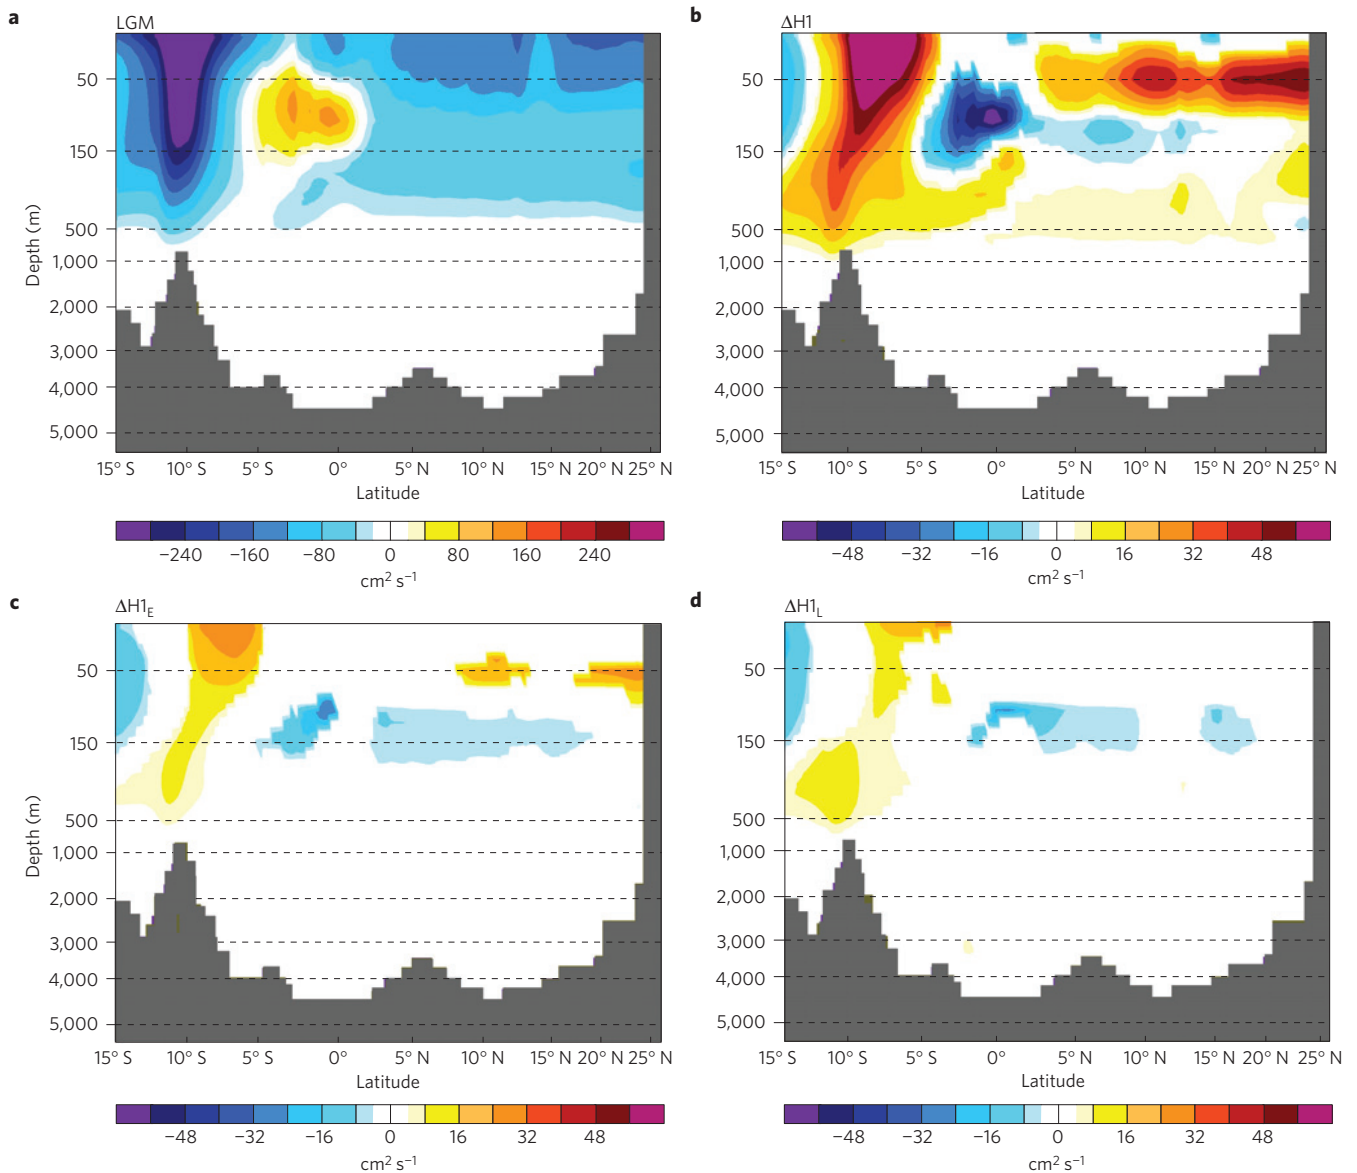 a
LGM
50
150
500
1,000
2,000
3,000
4,000
5,000
Depth (m)
15° S 10° S 5° S 0° 5° N 10° N 15° N 20° N 25° N
Latitude
−240 −160 −80 0 80 160 240
cm² s⁻¹
b
ΔH1
50
150
500
1,000
2,000
3,000
4,000
5,000
15° S 10° S 5° S 0° 5° N 10° N 15° N 20° N 25° N
Latitude
−48 −32 −16 0 16 32 48
cm² s⁻¹
c
ΔH1E
50
150
500
1,000
2,000
3,000
4,000
5,000
Depth (m)
15° S 10° S 5° S 0° 5° N 10° N 15° N 20° N 25° N
Latitude
−48 −32 −16 0 16 32 48
cm² s⁻¹
d
ΔH1L
50
150
500
1,000
2,000
3,000
4,000
5,000
15° S 10° S 5° S 0° 5° N 10° N 15° N 20° N 25° N
Latitude
−48 −32 −16 0 16 32 48
cm² s⁻¹